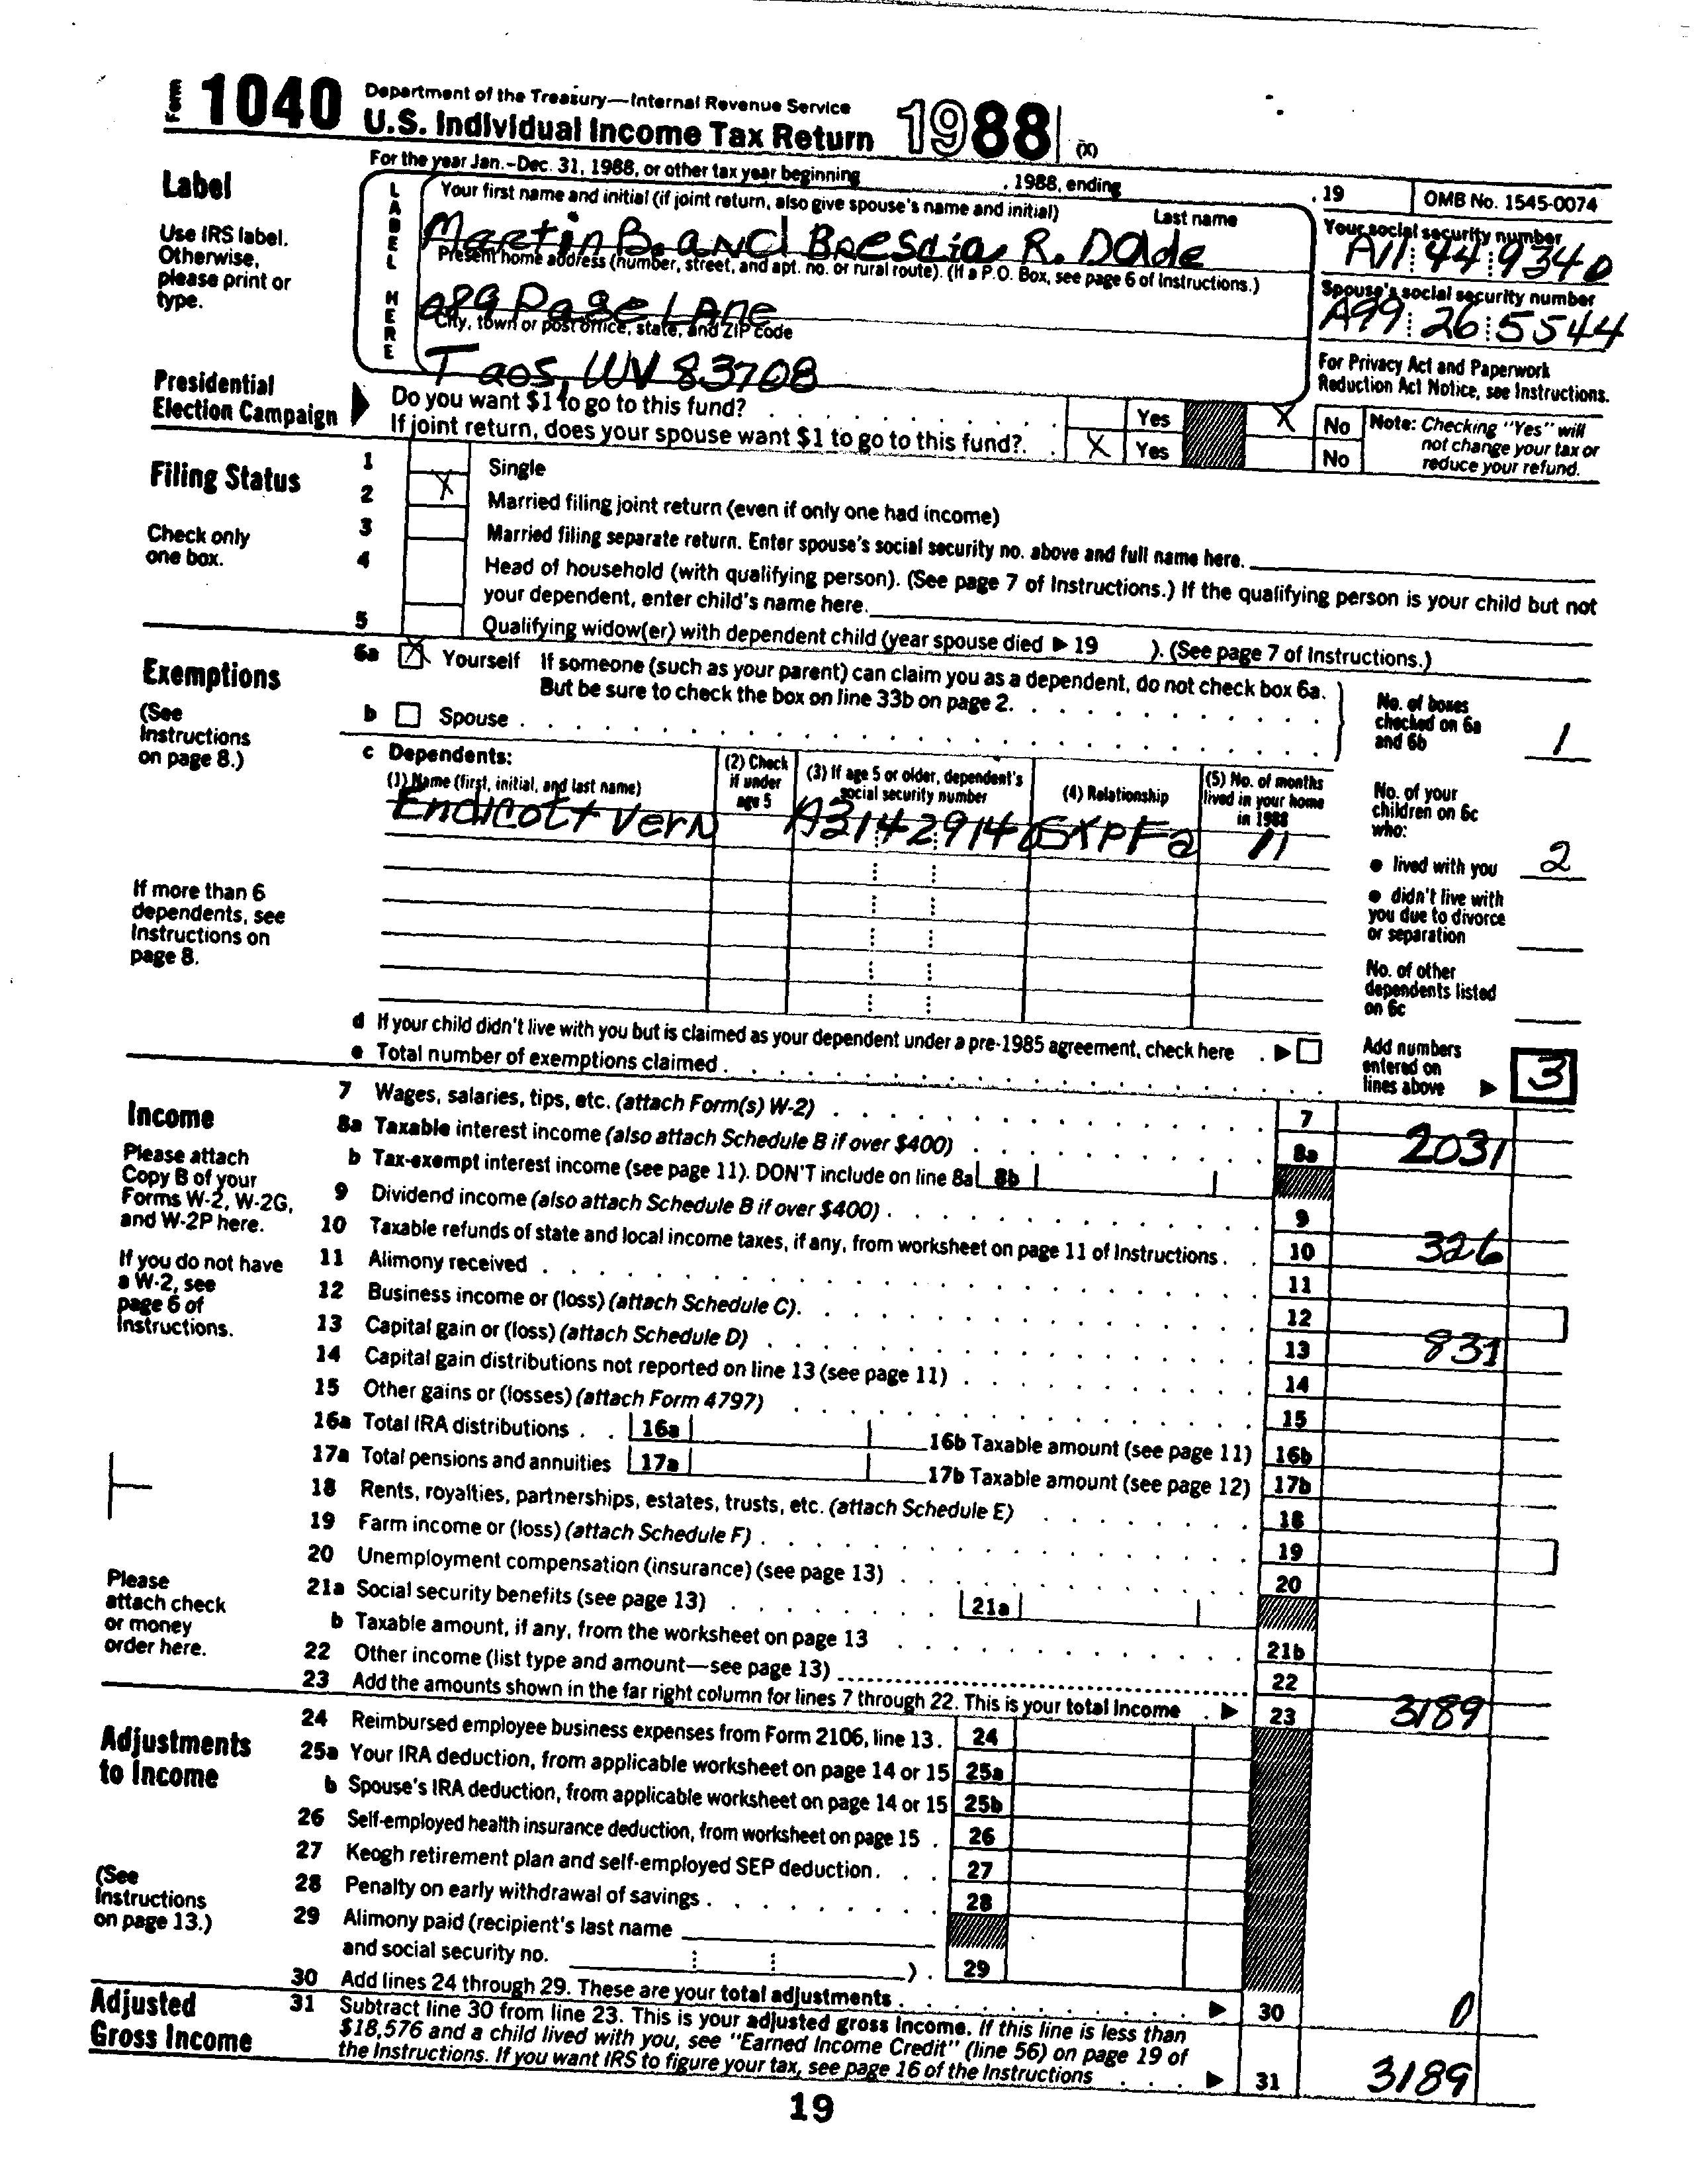 Form 1040 Department of the Treasury—Internal Revenue Service
U.S. Individual Income Tax Return 1988 (X)
For the year Jan.–Dec. 31, 1988, or other tax year beginning , 1988, ending , 19 OMB No. 1545-0074
Label
Use IRS label. Otherwise, please print or type.
LABEL HERE
Your first name and initial (if joint return, also give spouse's name and initial) Last name
Martin B. and Brescia R. Dade
Your social security number
A11 44 9340
Present home address (number, street, and apt. no. or rural route). (If a P.O. Box, see page 6 of Instructions.)
a89 Page Lane
Spouse's social security number
A99 26 5544
City, town or post office, state, and ZIP code
Taos, WV 83708
For Privacy Act and Paperwork Reduction Act Notice, see Instructions.
Presidential Election Campaign
Do you want $1 to go to this fund? Yes X No
If joint return, does your spouse want $1 to go to this fund? X Yes No
Note: Checking "Yes" will not change your tax or reduce your refund.
Filing Status
Check only one box.
1 Single
2 X Married filing joint return (even if only one had income)
3 Married filing separate return. Enter spouse's social security no. above and full name here.
4 Head of household (with qualifying person). (See page 7 of Instructions.) If the qualifying person is your child but not
your dependent, enter child's name here.
5 Qualifying widow(er) with dependent child (year spouse died ▶ 19 ). (See page 7 of Instructions.)
Exemptions
(See Instructions on page 8.)
6a X Yourself If someone (such as your parent) can claim you as a dependent, do not check box 6a.
But be sure to check the box on line 33b on page 2.
b Spouse
No. of boxes checked on 6a and 6b 1
c Dependents:
(1) Name (first, initial, and last name) (2) Check if under age 5 (3) If age 5 or older, dependent's social security number (4) Relationship (5) No. of months lived in your home in 1988
Endicott Vern 11
No. of your children on 6c who:
● lived with you 2
● didn't live with you due to divorce or separation
No. of other dependents listed on 6c
If more than 6 dependents, see Instructions on page 8.
d If your child didn't live with you but is claimed as your dependent under a pre-1985 agreement, check here ▶
e Total number of exemptions claimed
Add numbers entered on lines above ▶ 3
Income
Please attach Copy B of your Forms W-2, W-2G, and W-2P here.
If you do not have a W-2, see page 6 of Instructions.
7 Wages, salaries, tips, etc. (attach Form(s) W-2) 7
8a Taxable interest income (also attach Schedule B if over $400) 8a 2031
b Tax-exempt interest income (see page 11). DON'T include on line 8a 8b
9 Dividend income (also attach Schedule B if over $400) 9
10 Taxable refunds of state and local income taxes, if any, from worksheet on page 11 of Instructions 10 326
11 Alimony received 11
12 Business income or (loss) (attach Schedule C) 12
13 Capital gain or (loss) (attach Schedule D) 13 831
14 Capital gain distributions not reported on line 13 (see page 11) 14
15 Other gains or (losses) (attach Form 4797) 15
16a Total IRA distributions 16a 16b Taxable amount (see page 11) 16b
17a Total pensions and annuities 17a 17b Taxable amount (see page 12) 17b
18 Rents, royalties, partnerships, estates, trusts, etc. (attach Schedule E) 18
19 Farm income or (loss) (attach Schedule F) 19
20 Unemployment compensation (insurance) (see page 13) 20
21a Social security benefits (see page 13) 21a
b Taxable amount, if any, from the worksheet on page 13 21b
22 Other income (list type and amount—see page 13) 22
23 Add the amounts shown in the far right column for lines 7 through 22. This is your total income ▶ 23 3189
Please attach check or money order here.
Adjustments to Income
(See Instructions on page 13.)
24 Reimbursed employee business expenses from Form 2106, line 13. 24
25a Your IRA deduction, from applicable worksheet on page 14 or 15 25a
b Spouse's IRA deduction, from applicable worksheet on page 14 or 15 25b
26 Self-employed health insurance deduction, from worksheet on page 15 26
27 Keogh retirement plan and self-employed SEP deduction 27
28 Penalty on early withdrawal of savings 28
29 Alimony paid (recipient's last name
and social security no. ) 29
30 Add lines 24 through 29. These are your total adjustments ▶ 30 0
Adjusted Gross Income
31 Subtract line 30 from line 23. This is your adjusted gross income. If this line is less than
$18,576 and a child lived with you, see "Earned Income Credit" (line 56) on page 19 of
the Instructions. If you want IRS to figure your tax, see page 16 of the Instructions ▶ 31 3189
19